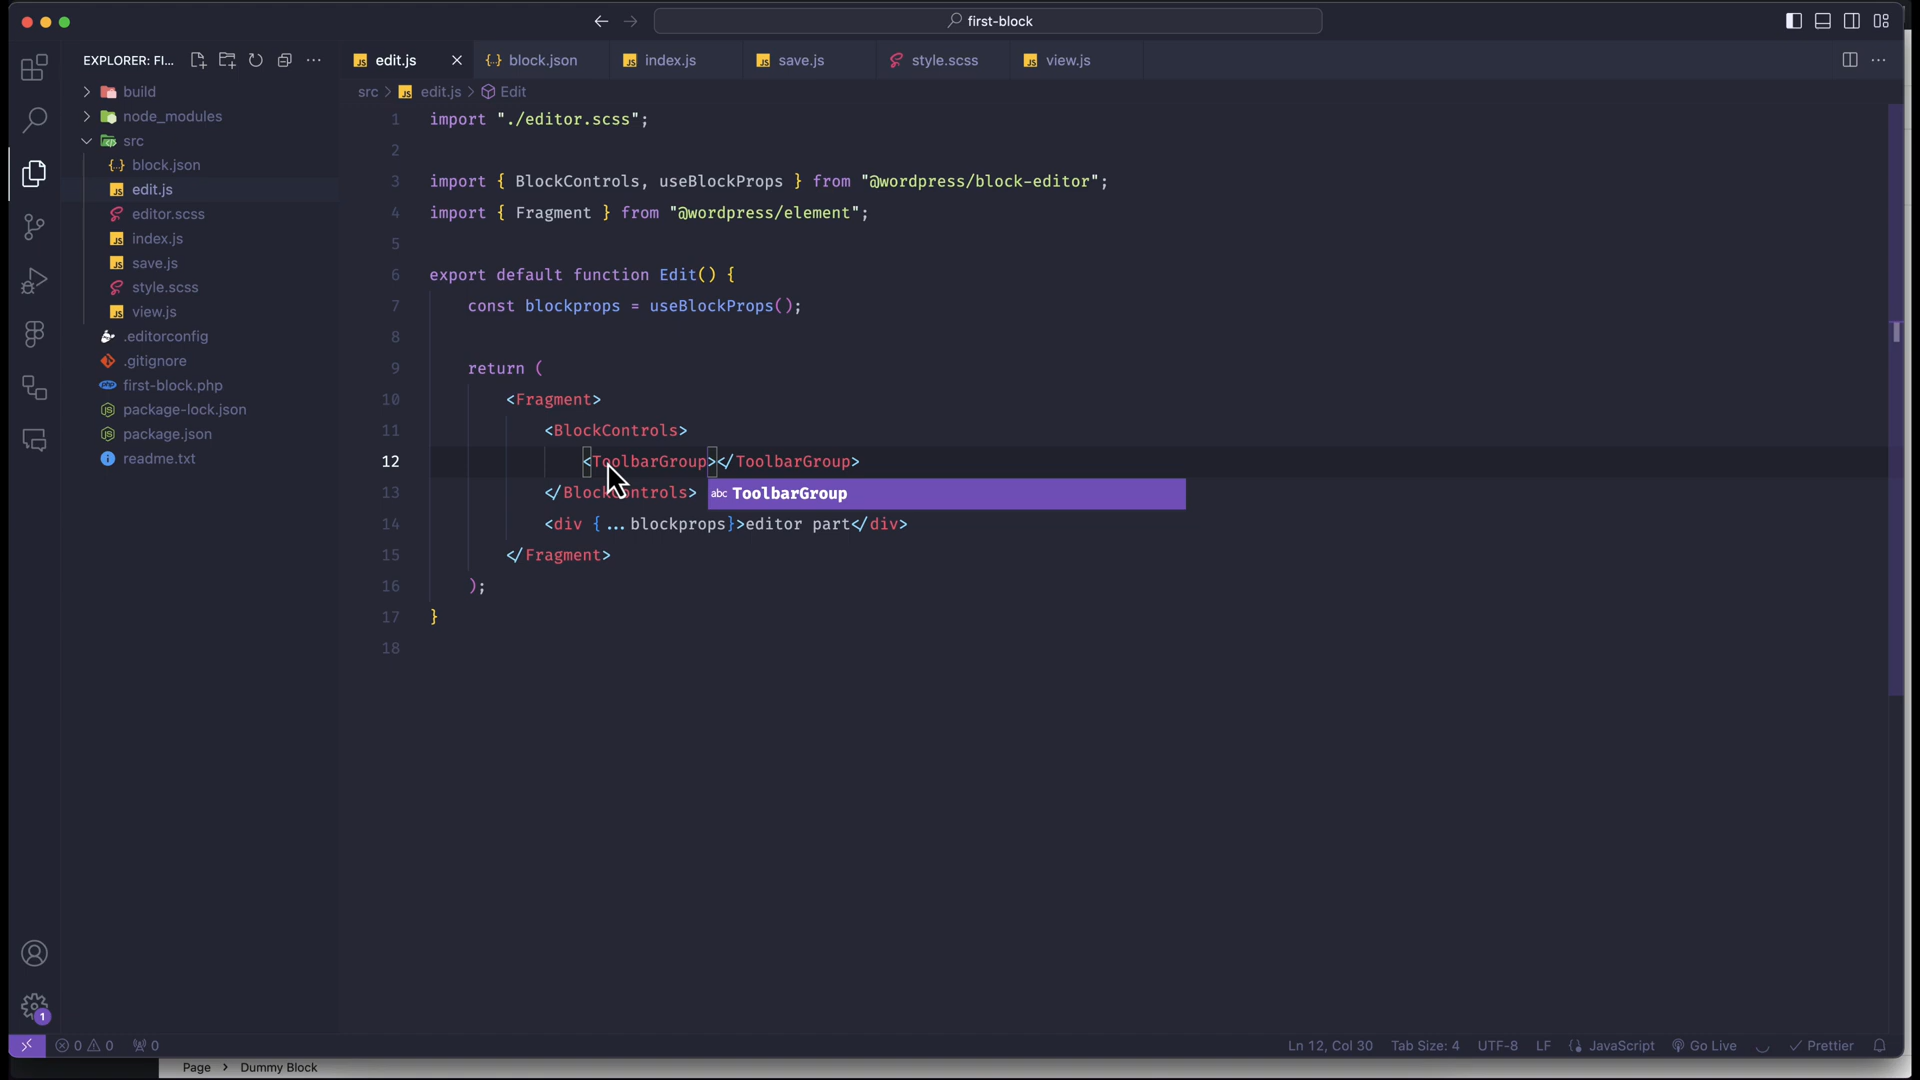 first-block
EXPLORER: FI...
build
node_modules
src
block.json
edit.js
editor.scss
index.js
save.js
style.scss
view.js
.editorconfig
.gitignore
first-block.php
package-lock.json
package.json
readme.txt
edit.js
block.json
index.js
save.js
style.scss
view.js
src > edit.js > Edit
1 import "./editor.scss";
2
3 import { BlockControls, useBlockProps } from "@wordpress/block-editor";
4 import { Fragment } from "@wordpress/element";
5
6 export default function Edit() {
7 const blockprops = useBlockProps();
8
9 return (
10 <Fragment>
11 <BlockControls>
12 <ToolbarGroup></ToolbarGroup>
13 </BlockControls>
abc ToolbarGroup
14 <div {...blockprops}>editor part</div>
15 </Fragment>
16 );
17 }
18
1
0 0 0
Ln 12, Col 30 Tab Size: 4 UTF-8 LF {} JavaScript Go Live Prettier
Page > Dummy Block